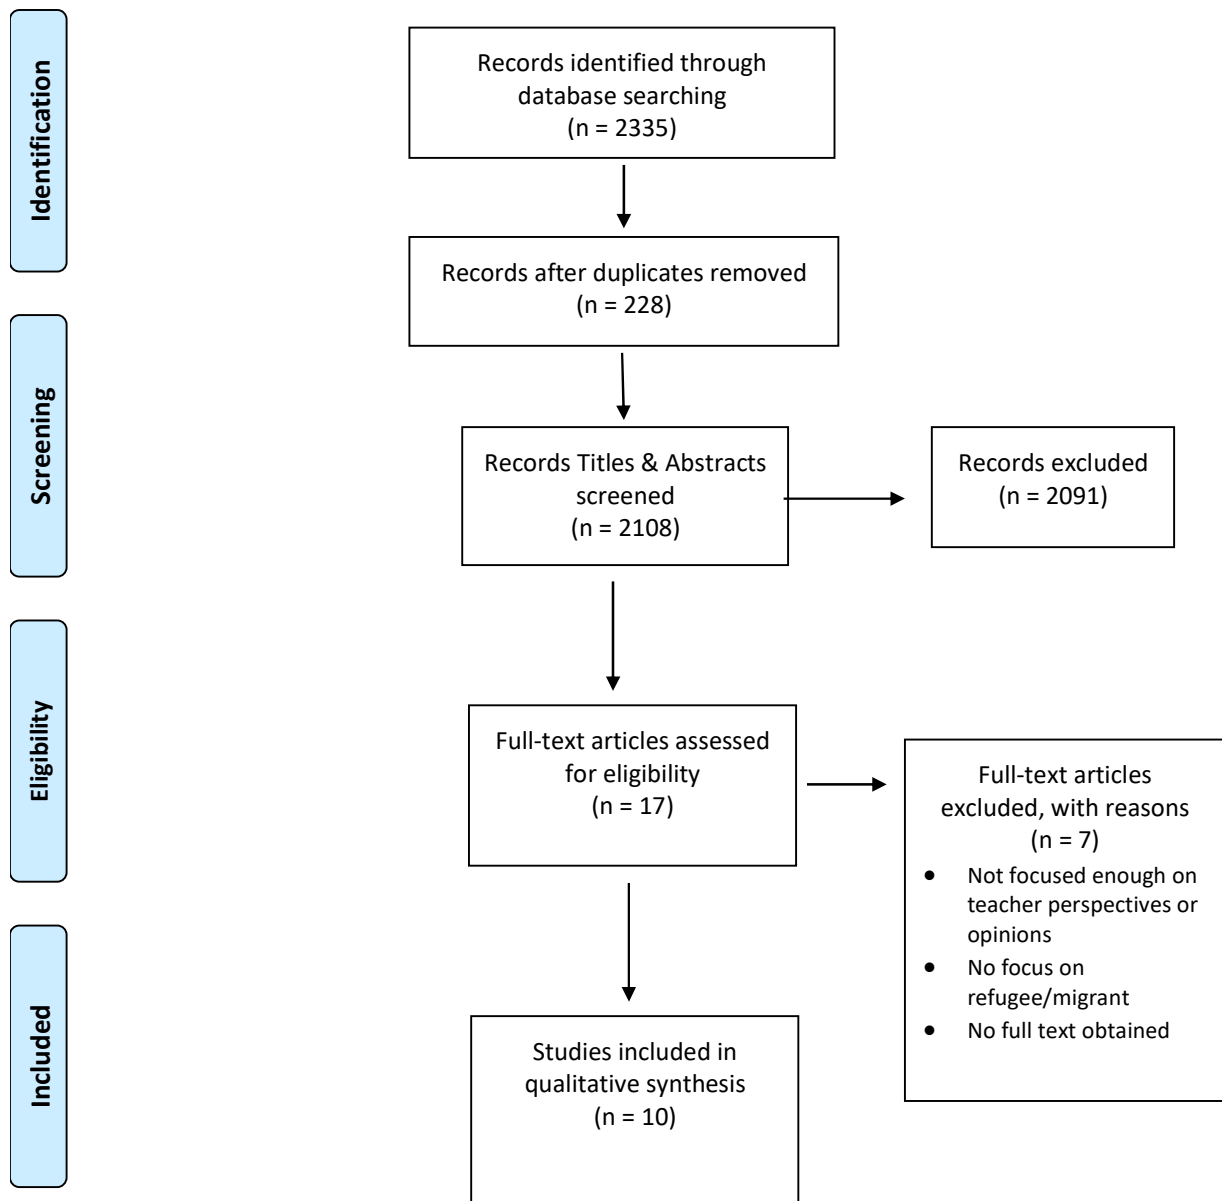 Identification
Records identified through
database searching
(n = 2335)
Records after duplicates removed
(n = 228)
Screening
Records Titles & Abstracts
screened
(n = 2108)
Records excluded
(n = 2091)
Eligibility
Full-text articles assessed
for eligibility
(n = 17)
Full-text articles
excluded, with reasons
(n = 7)
• Not focused enough on
teacher perspectives or
opinions
• No focus on
refugee/migrant
• No full text obtained
Included
Studies included in
qualitative synthesis
(n = 10)